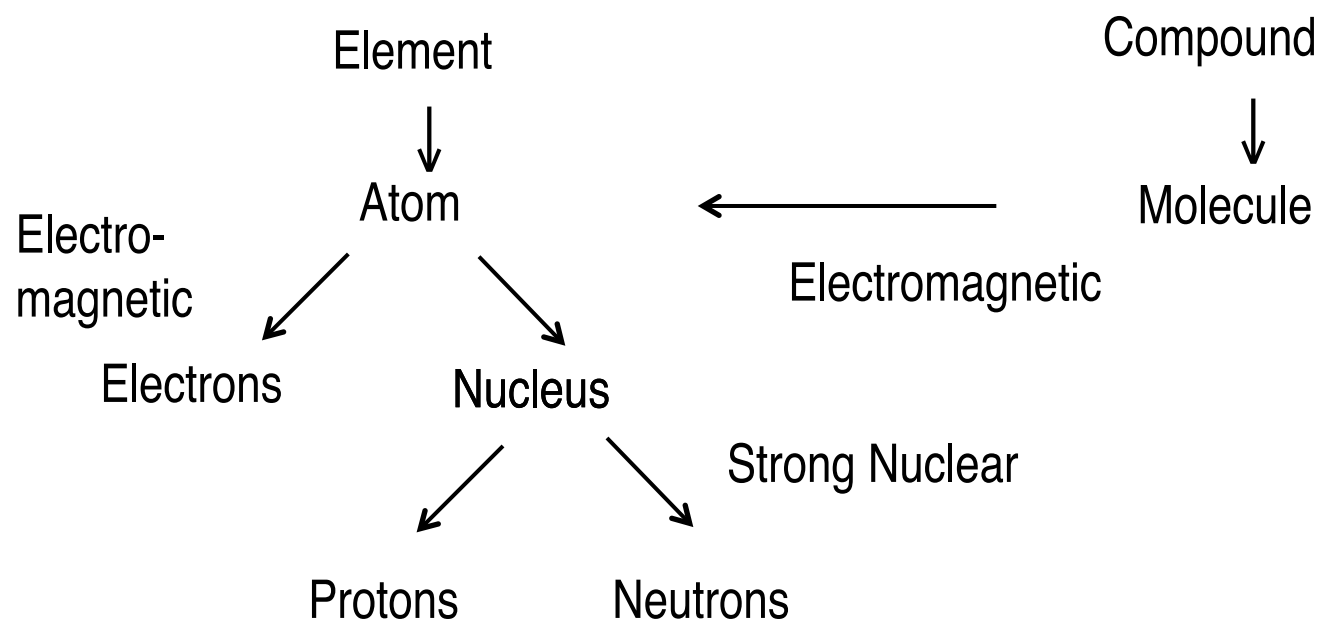 Element
Compound
Atom
Molecule
Electro-
magnetic
Electromagnetic
Electrons
Nucleus
Strong Nuclear
Protons
Neutrons